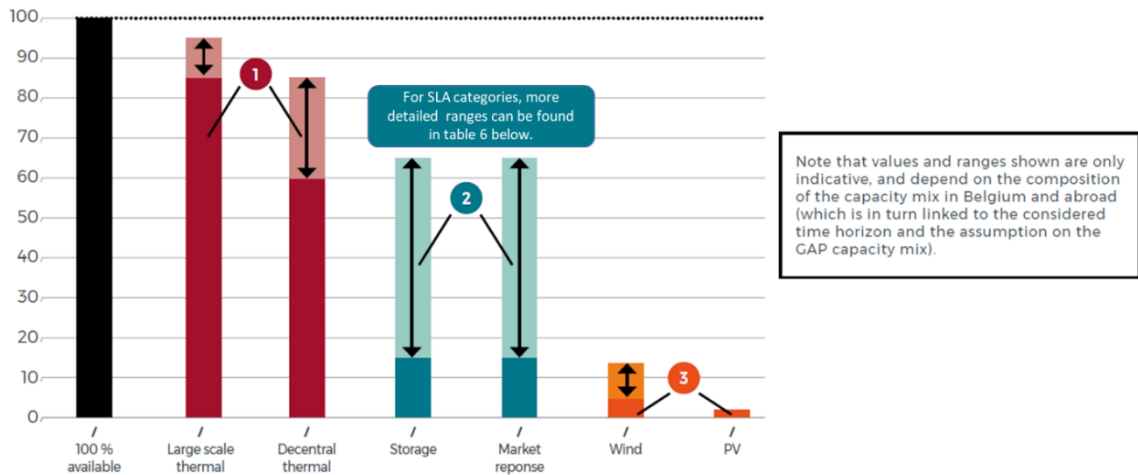 100
90
80
70
60
50
40
30
20
10
0
1
For SLA categories, more
detailed ranges can be found
in table 6 below.
2
3
100 %
available
Large scale
thermal
Decentral
thermal
Storage
Market
reponse
Wind
PV
Note that values and ranges shown are only
indicative, and depend on the composition
of the capacity mix in Belgium and abroad
(which is in turn linked to the considered
time horizon and the assumption on the
GAP capacity mix).